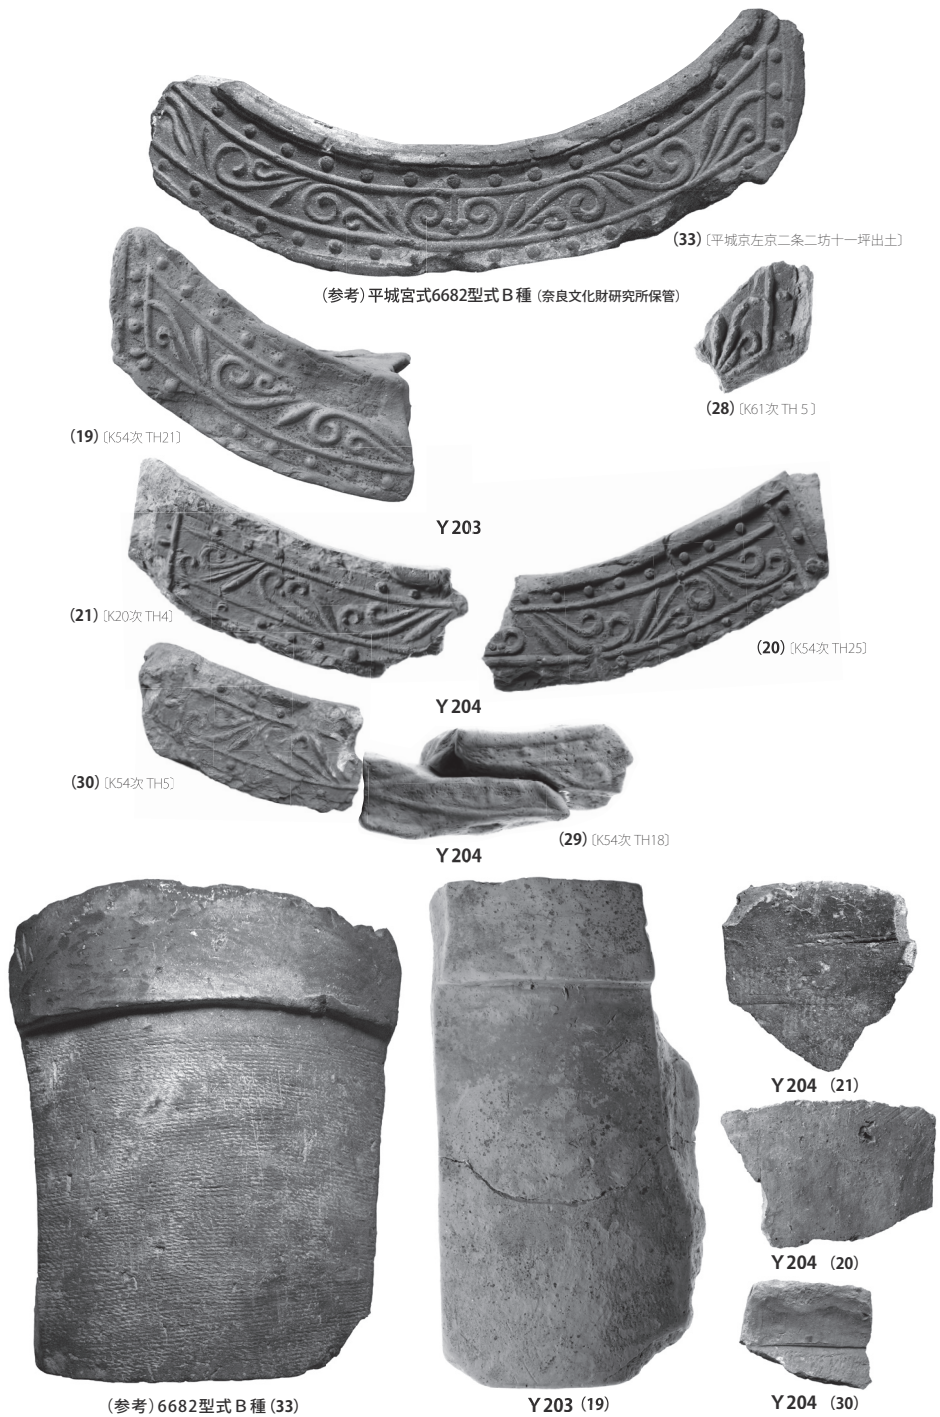 (33)〔平城京左京二条二坊十一坪出土〕
(参考)平城宮式6682型式B種(奈良文化財研究所保管)
(28)〔K61次 TH 5〕
(19)〔K54次 TH21〕
Y 203
(21)〔K20次 TH4〕
(20)〔K54次 TH25〕
Y 204
(30)〔K54次 TH5〕
(29)〔K54次 TH18〕
Y 204
Y 204 (21)
Y 204 (20)
Y 204 (30)
(参考)6682型式B種(33)
Y 203 (19)